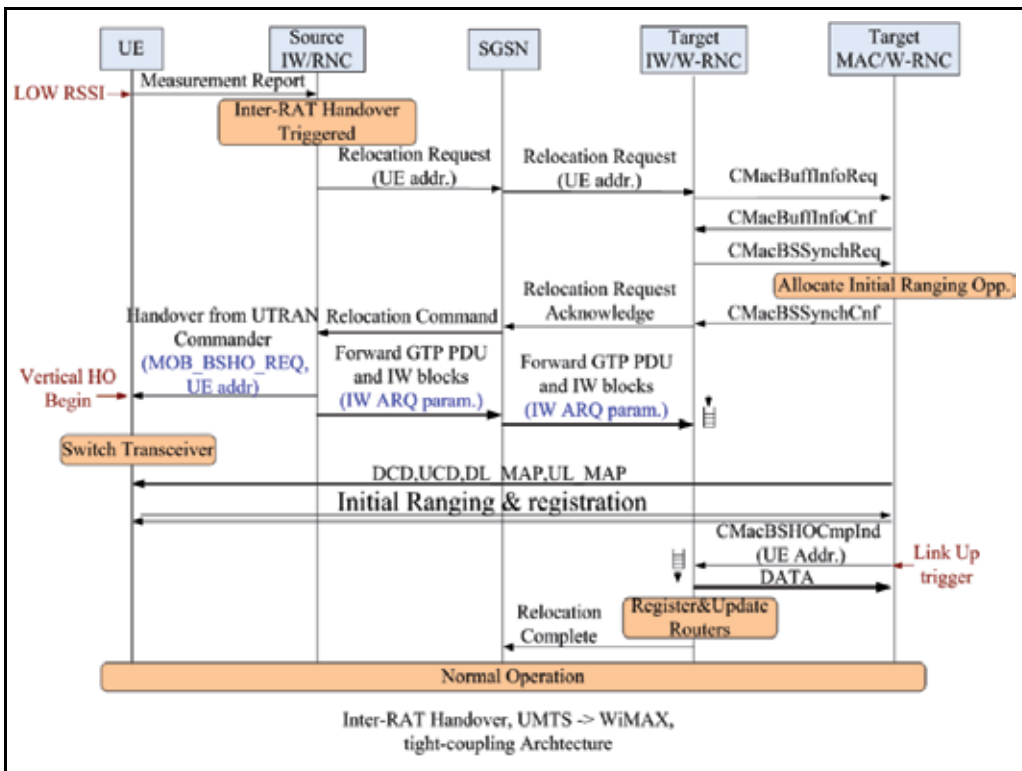 UE
Source
IW/RNC
SGSN
Target
IW/W-RNC
Target
MAC/W-RNC
LOW RSSI
Measurement Report
Inter-RAT Handover
Triggered
Relocation Request
(UE addr.)
Relocation Request
(UE addr.)
CMacBuffInfoReq
CMacBuffInfoCnf
CMacBSSynchReq
Allocate Initial Ranging Opp.
Relocation Request
Acknowledge
CMacBSSynchCnf
Handover from UTRAN
Commander
(MOB_BSHO_REQ,
UE addr)
Relocation Command
Vertical HO
Begin
Forward GTP PDU
and IW blocks
(IW ARQ param.)
Forward GTP PDU
and IW blocks
(IW ARQ param.)
Switch Transceiver
DCD,UCD,DL_MAP,UL_MAP
Initial Ranging & registration
CMacBSHOCmpInd
(UE Addr.)
Link Up
trigger
DATA
Register&Update
Routers
Relocation
Complete
Normal Operation
Inter-RAT Handover, UMTS -> WiMAX,
tight-coupling Archtecture